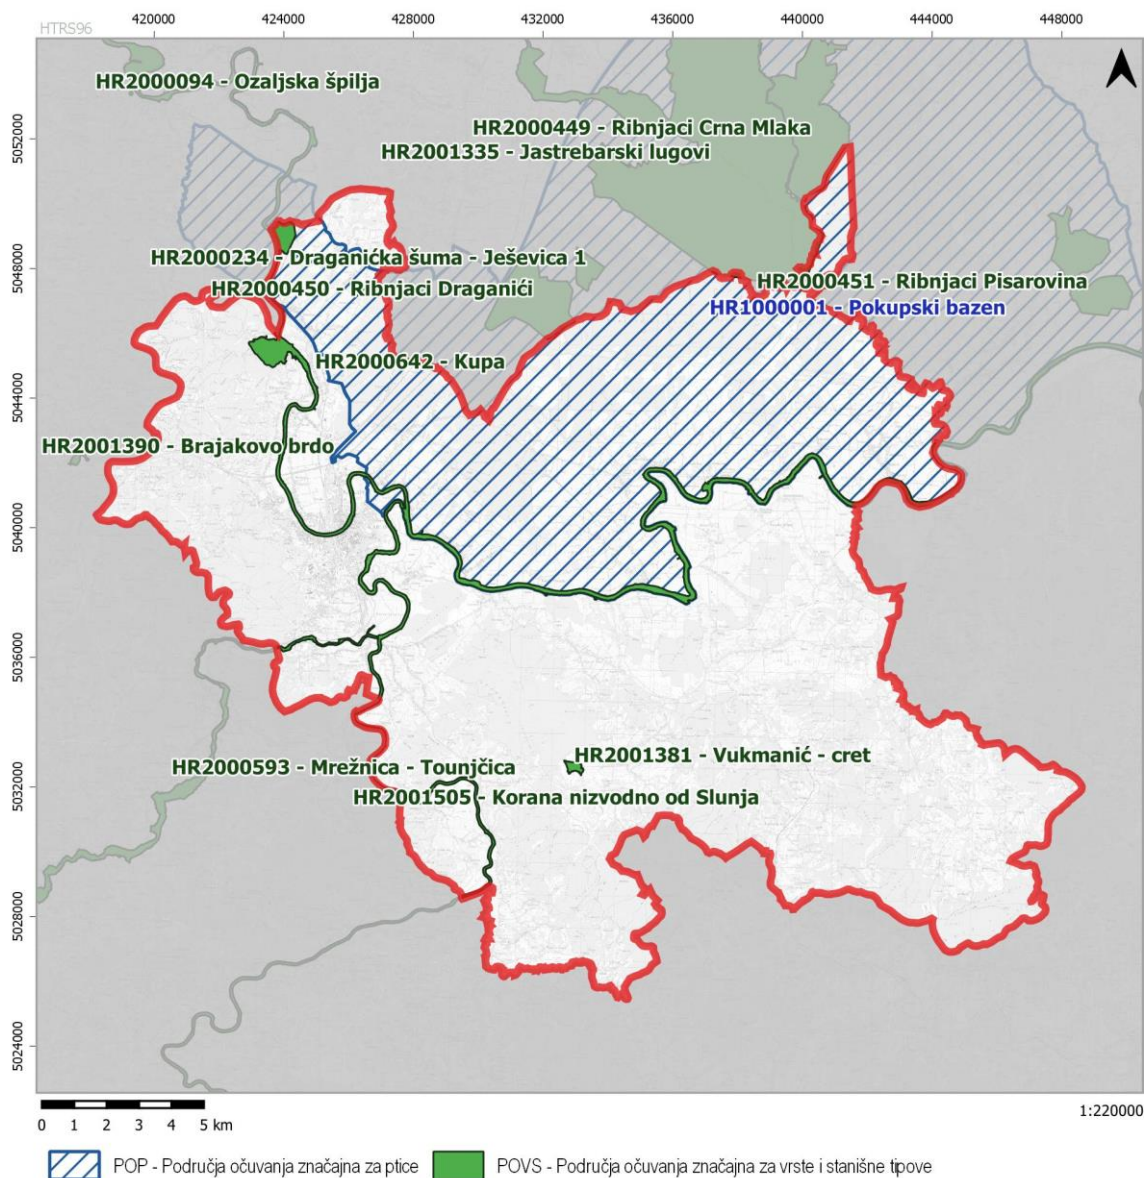 HTRS96
420000 424000 428000 432000 436000 440000 444000 448000
HR2000094 - Ozaljska špilja
5052000
HR2000449 - Ribnjaci Crna Mlaka
HR2001335 - Jastrebarski lugovi
HR2000234 - Draganićka šuma - Ješevica 1
5048000
HR2000451 - Ribnjaci Pisarovina
HR2000450 - Ribnjaci Draganići
HR1000001 - Pokupski bazen
HR2000642 - Kupa
5044000
HR2001390 - Brajakovo brdo
5040000
5036000
HR2001381 - Vukmanić - cret
HR2000593 - Mrežnica - Tounjčica
5032000
HR2001505 - Korana nizvodno od Slunja
5028000
5024000
0 1 2 3 4 5 km
1:220000
POP - Područja očuvanja značajna za ptice
POVS - Područja očuvanja značajna za vrste i stanišne tipove